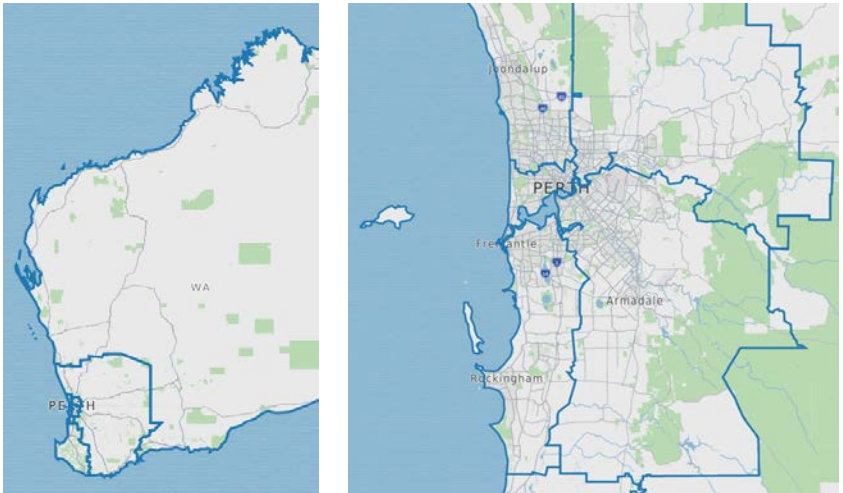 WA
PERTH
Joondalup
PERTH
Fremantle
Armadale
Rockingham